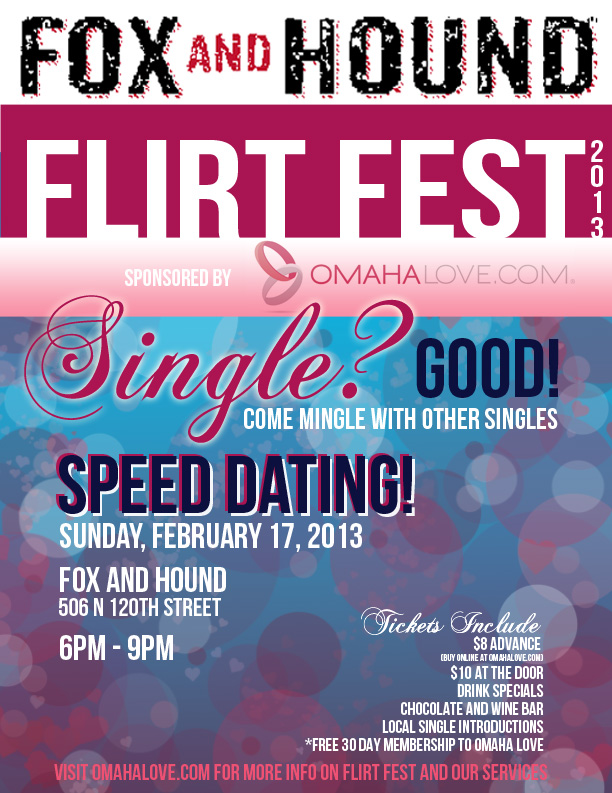 FOX AND HOUND
FLIRT FEST 2013
SPONSORED BY OMAHALOVE.COM®
Single? GOOD!
COME MINGLE WITH OTHER SINGLES
SPEED DATING!
SUNDAY, FEBRUARY 17, 2013
FOX AND HOUND
506 N 120TH STREET
6PM - 9PM
Tickets Include
$8 ADVANCE
(BUY ONLINE AT OMAHALOVE.COM)
$10 AT THE DOOR
DRINK SPECIALS
CHOCOLATE AND WINE BAR
LOCAL SINGLE INTRODUCTIONS
*FREE 30 DAY MEMBERSHIP TO OMAHA LOVE
VISIT OMAHALOVE.COM FOR MORE INFO ON FLIRT FEST AND OUR SERVICES